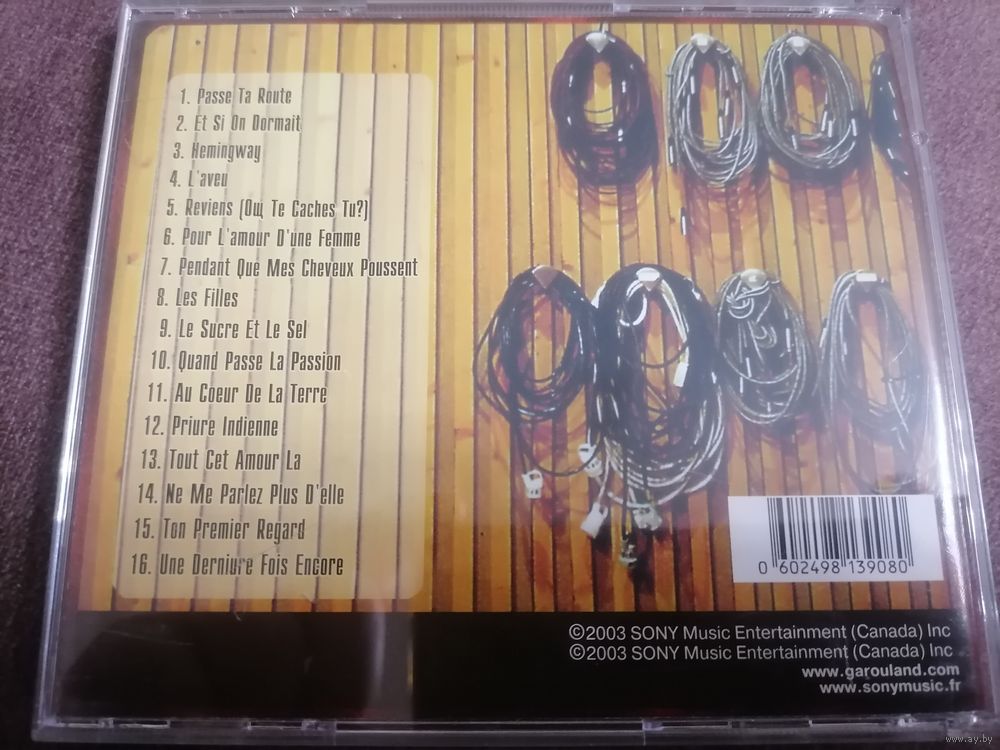 1. Passe Ta Route
2. Et Si On Dormait
3. Hemingway
4. L'aveu
5. Reviens (Oщ Te Caches Tu?)
6. Pour L'amour D'une Femme
7. Pendant Que Mes Cheveux Poussent
8. Les Filles
9. Le Sucre Et Le Sel
10. Quand Passe La Passion
11. Au Coeur De La Terre
12. Priure Indienne
13. Tout Cet Amour La
14. Ne Me Parlez Plus D'elle
15. Ton Premier Regard
16. Une Derniure Fois Encore
0 602498 139080
©2003 SONY Music Entertainment (Canada) Inc
©2003 SONY Music Entertainment (Canada) Inc
www.garouland.com
www.sonymusic.fr
www.ay.by